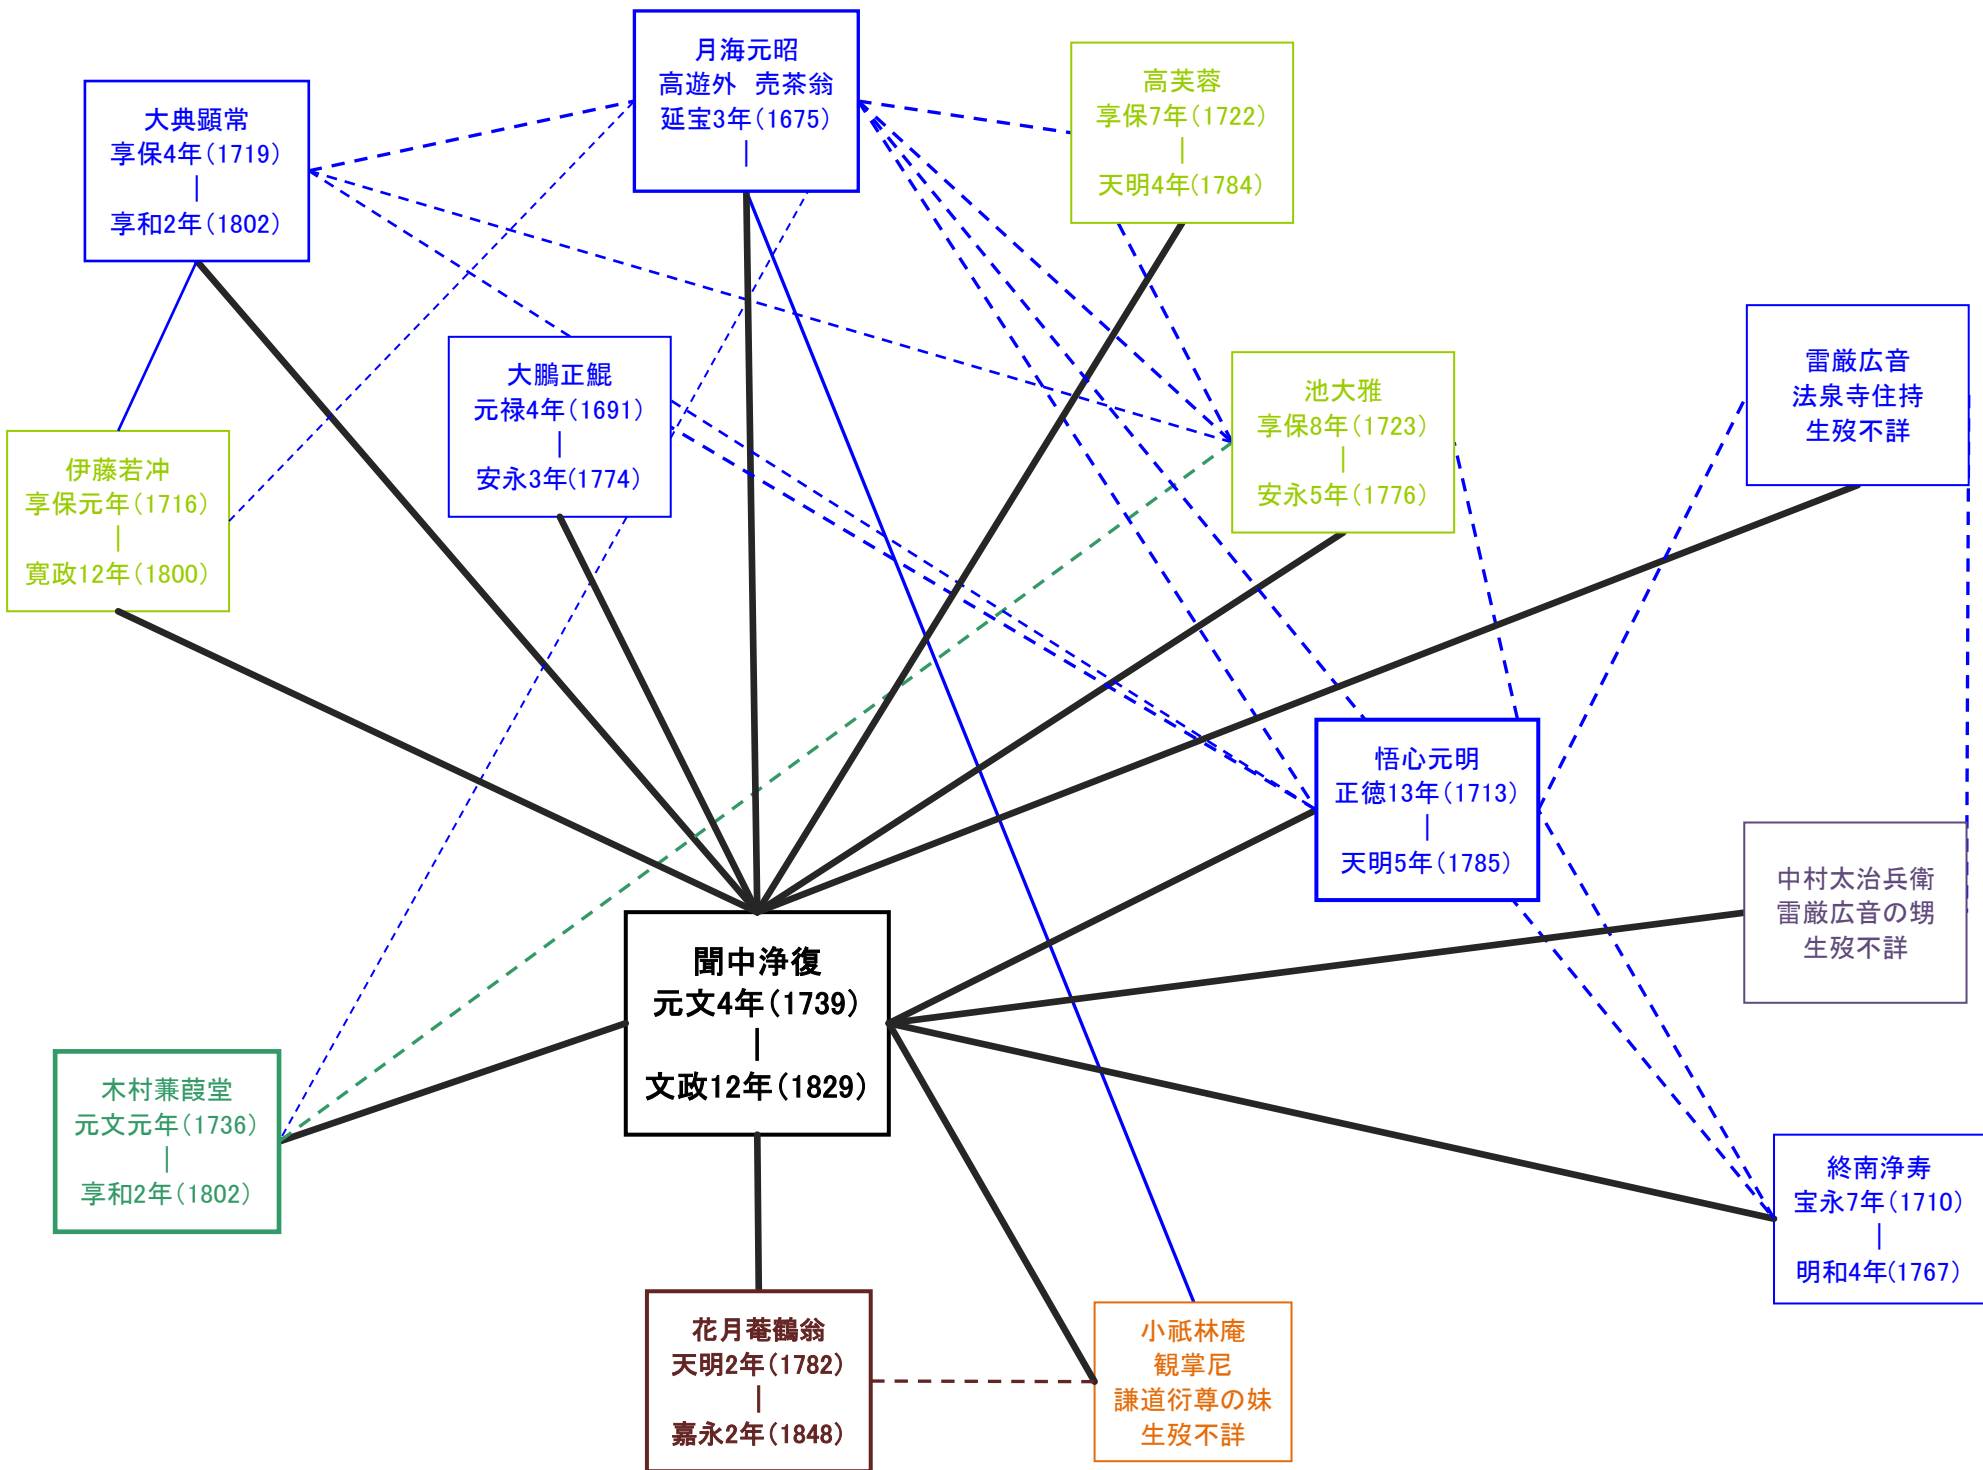 月海元昭
高遊外 売茶翁
延宝3年(1675)
|
高芙蓉
享保7年(1722)
|
天明4年(1784)
大典顕常
享保4年(1719)
|
享和2年(1802)
雷厳広音
法泉寺住持
生歿不詳
大鵬正鯤
元禄4年(1691)
|
安永3年(1774)
池大雅
享保8年(1723)
|
安永5年(1776)
伊藤若冲
享保元年(1716)
|
寛政12年(1800)
悟心元明
正徳13年(1713)
|
天明5年(1785)
中村太治兵衛
雷厳広音の甥
生歿不詳
聞中浄復
元文4年(1739)
|
文政12年(1829)
木村蒹葭堂
元文元年(1736)
|
享和2年(1802)
終南浄寿
宝永7年(1710)
|
明和4年(1767)
花月菴鶴翁
天明2年(1782)
|
嘉永2年(1848)
小祇林庵
観掌尼
謙道衍尊の妹
生歿不詳